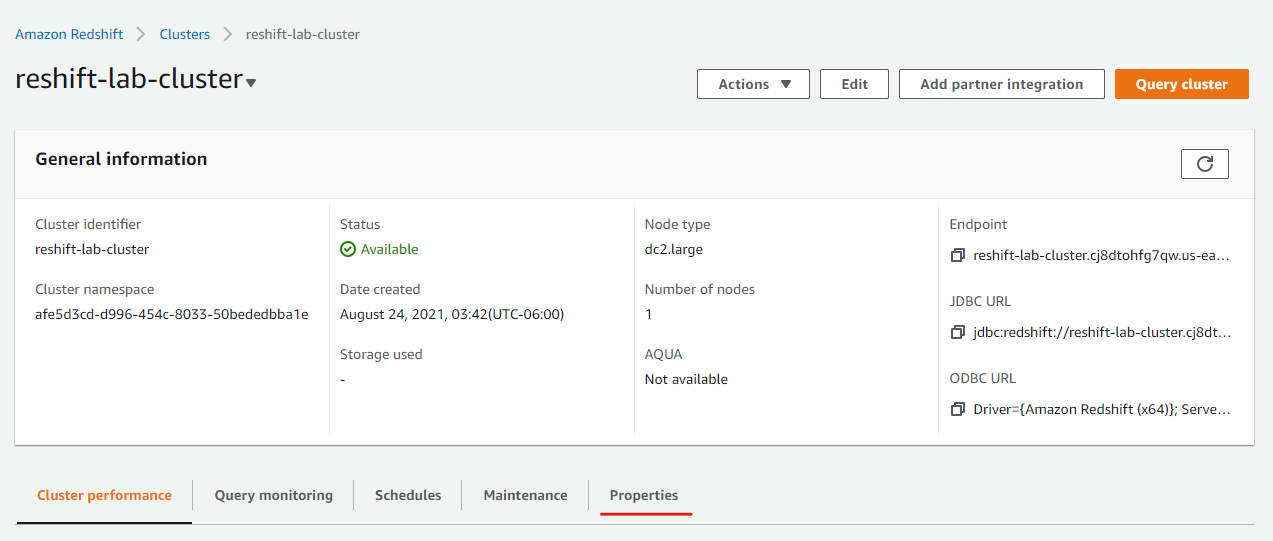 Amazon Redshift
Clusters
reshift-lab-cluster
reshift-lab-cluster
Actions
Edit
Add partner integration
Query cluster
General information
Cluster identifier
reshift-lab-cluster
Cluster namespace
afe5d3cd-d996-454c-8033-50bededbba1e
Status
Available
Date created
August 24, 2021, 03:42(UTC-06:00)
Storage used
-
Node type
dc2.large
Number of nodes
1
AQUA
Not available
Endpoint
reshift-lab-cluster.cj8dtohfg7qw.us-ea...
JDBC URL
jdbc:redshift://reshift-lab-cluster.cj8dt...
ODBC URL
Driver={Amazon Redshift (x64)}; Serve...
Cluster performance
Query monitoring
Schedules
Maintenance
Properties